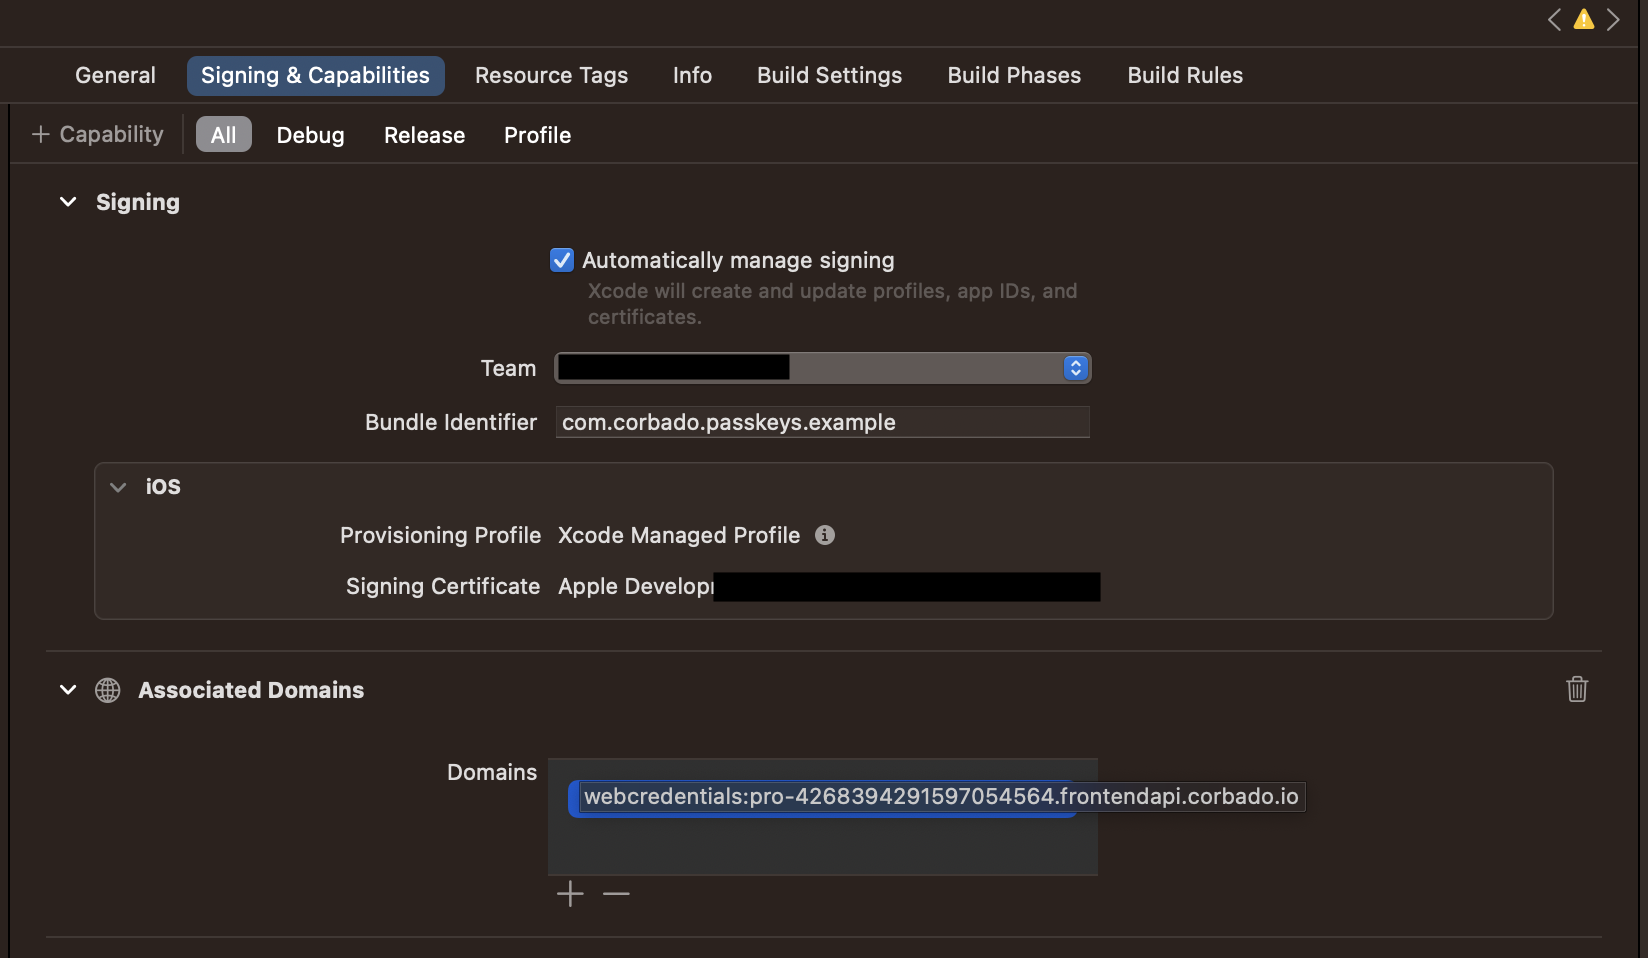 General Signing & Capabilities Resource Tags Info Build Settings Build Phases Build Rules
+ Capability All Debug Release Profile
Signing
Automatically manage signing
Xcode will create and update profiles, app IDs, and
certificates.
Team
Bundle Identifier com.corbado.passkeys.example
iOS
Provisioning Profile Xcode Managed Profile
Signing Certificate Apple
Associated Domains
Domains webcredentials:pro-4268394291597054564.frontendapi.corbado.io